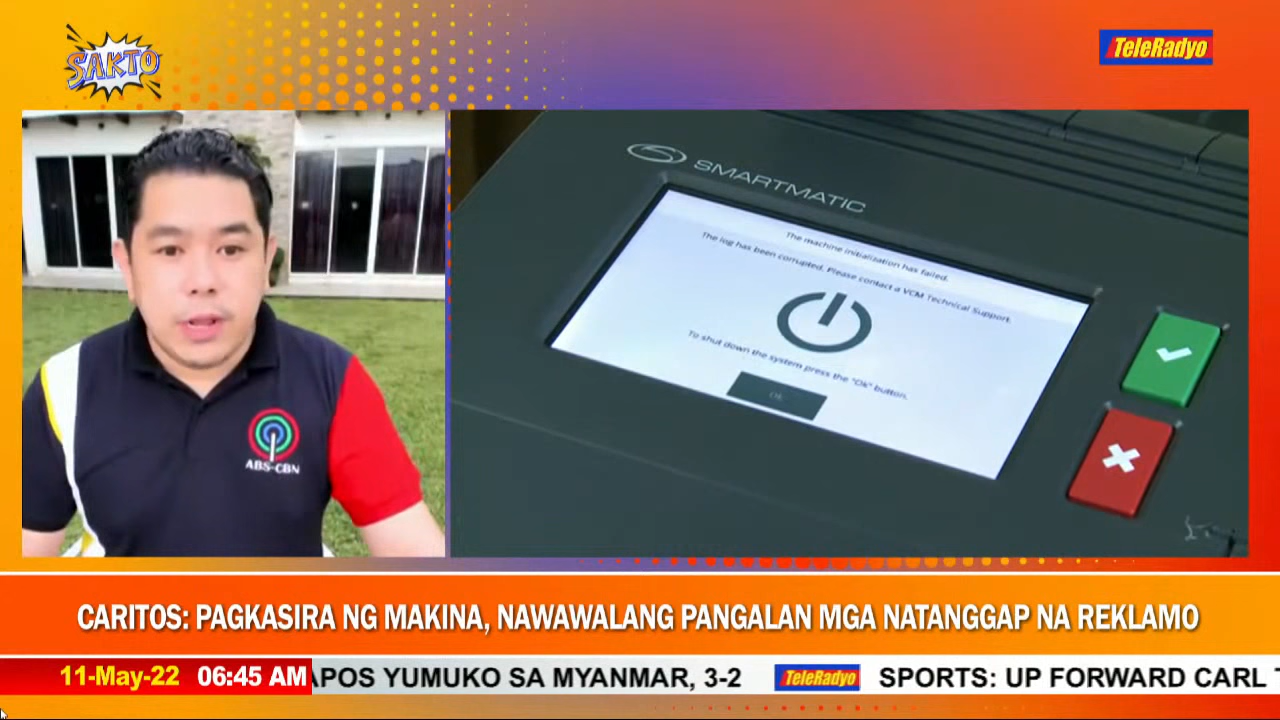 SAKTO
TeleRadyo
SMARTMATIC
The machine initialization has failed.
The log has been corrupted. Please contact a VCM Technical Support.
To shut down the system press the "Ok" button.
Ok
ABS-CBN
CARITOS: PAGKASIRA NG MAKINA, NAWAWALANG PANGALAN MGA NATANGGAP NA REKLAMO
11-May-22 06:45 AM APOS YUMUKO SA MYANMAR, 3-2 TeleRadyo SPORTS: UP FORWARD CARL T